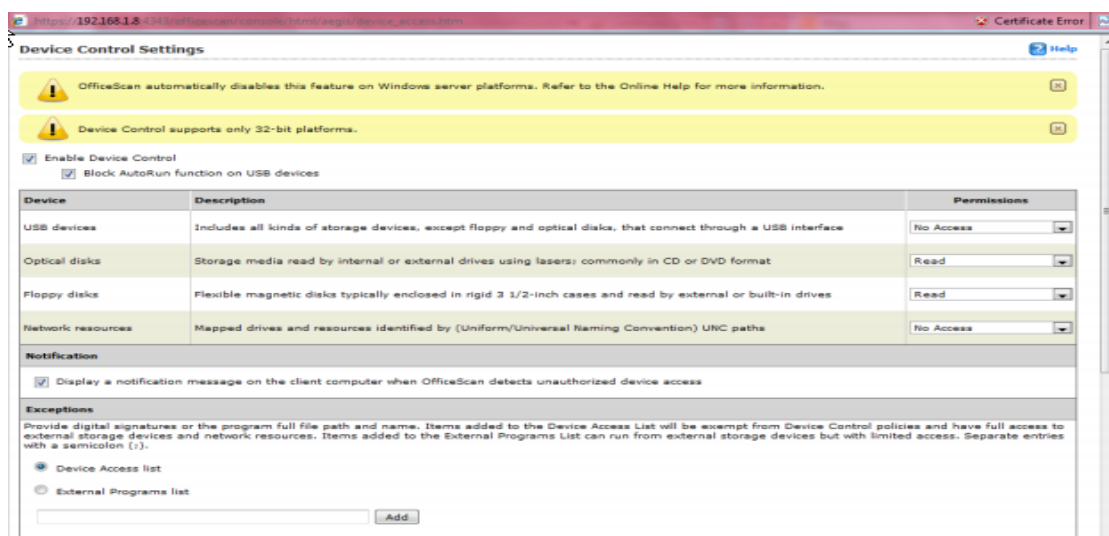 https://192.168.1.8:4343/officescan/console/html/aegis/device_access.htm
Certificate Error
Device Control Settings
Help
OfficeScan automatically disables this feature on Windows server platforms. Refer to the Online Help for more information.
Device Control supports only 32-bit platforms.
Enable Device Control
Block AutoRun function on USB devices
Device Description Permissions
USB devices Includes all kinds of storage devices, except floppy and optical disks, that connect through a USB interface No Access
Optical disks Storage media read by internal or external drives using lasers; commonly in CD or DVD format Read
Floppy disks Flexible magnetic disks typically enclosed in rigid 3 1/2-inch cases and read by external or built-in drives Read
Network resources Mapped drives and resources identified by (Uniform/Universal Naming Convention) UNC paths No Access
Notification
Display a notification message on the client computer when OfficeScan detects unauthorized device access
Exceptions
Provide digital signatures or the program full file path and name. Items added to the Device Access List will be exempt from Device Control policies and have full access to
external storage devices and network resources. Items added to the External Programs List can run from external storage devices but with limited access. Separate entries
with a semicolon (;).
Device Access list
External Programs list
Add